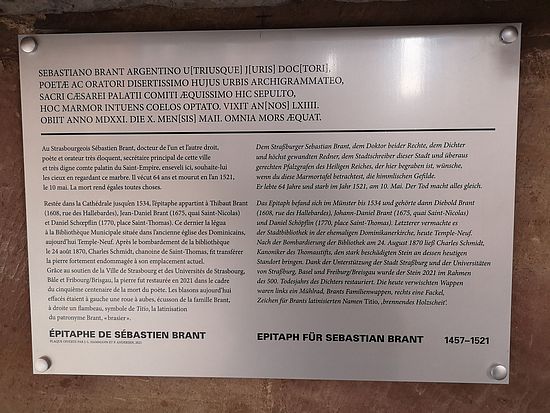 SEBASTIANO BRANT ARGENTINO U[TRIUSQUE] J[URIS] DOC[TORI],
POETÆ AC ORATORI DISERTISSIMO HUJUS URBIS ARCHIGRAMMATEO,
SACRI CÆSAREI PALATII COMITI ÆQUISSIMO HIC SEPULTO,
HOC MARMOR INTUENS COELOS OPTATO. VIXIT AN[NOS] LXIIII.
OBIIT ANNO MDXXI. DIE X. MEN[SIS] MAII. OMNIA MORS ÆQUAT.
Au Strasbourgeois Sébastien Brant, docteur de l'un et l'autre droit,
poète et orateur très éloquent, secrétaire principal de cette ville
et très digne comte palatin du Saint-Empire, enseveli ici, souhaite-lui
les cieux en regardant ce marbre. Il vécut 64 ans et mourut en l'an 1521,
le 10 mai. La mort rend égales toutes choses.
Restée dans la Cathédrale jusqu'en 1534, l'épitaphe appartint à Thibaut Brant
(1608, rue des Hallebardes), Jean-Daniel Brant (1675, quai Saint-Nicolas)
et Daniel Schœpflin (1770, place Saint-Thomas). Ce dernier la légua
à la Bibliothèque Municipale située dans l'ancienne église des Dominicains,
aujourd'hui Temple-Neuf. Après le bombardement de la bibliothèque
le 24 août 1870, Charles Schmidt, chanoine de Saint-Thomas, fit transférer
la pierre fortement endommagée à son emplacement actuel.
Grâce au soutien de la Ville de Strasbourg et des Universités de Strasbourg,
Bâle et Fribourg/Brisgau, la pierre fut restaurée en 2021 dans le cadre
du cinquième centenaire de la mort du poète. Les blasons aujourd'hui
effacés étaient à gauche une roue à aubes, écusson de la famille Brant,
à droite un flambeau, symbole de Titio, la latinisation
du patronyme Brant, « brasier ».
ÉPITAPHE DE SÉBASTIEN BRANT
Dem Straßburger Sebastian Brant, dem Doktor beider Rechte, dem Dichter
und höchst gewandten Redner, dem Stadtschreiber dieser Stadt und überaus
gerechten Pfalzgrafen des Heiligen Reiches, der hier begraben ist, wünsche,
wenn du diese Marmortafel betrachtest, die himmlischen Gefilde.
Er lebte 64 Jahre und starb im Jahr 1521, am 10. Mai. Der Tod macht alles gleich.
Das Epitaph befand sich im Münster bis 1534 und gehörte dann Diebold Brant
(1608, rue des Hallebardes), Johann-Daniel Brant (1675, quai Saint-Nicolas)
und Daniel Schöpflin (1770, place Saint-Thomas). Letzterer vermachte es
der Stadtbibliothek in der ehemaligen Dominikanerkirche, heute Temple-Neuf.
Nach der Bombardierung der Bibliothek am 24. August 1870 ließ Charles Schmidt,
Kanoniker des Thomasstifts, den stark beschädigten Stein an dessen heutigen
Standort bringen. Dank der Unterstützung der Stadt Straßburg und der Universitäten
von Straßburg, Basel und Freiburg/Breisgau wurde der Stein 2021 im Rahmen
des 500. Todesjahres des Dichters restauriert. Die heute verwischten Wappen
waren links ein Mühlrad, Brants Familienwappen, rechts eine Fackel,
Zeichen für Brants latinisierten Namen Titio, ‚brennendes Holzscheit'.
EPITAPH FÜR SEBASTIAN BRANT 1457–1521